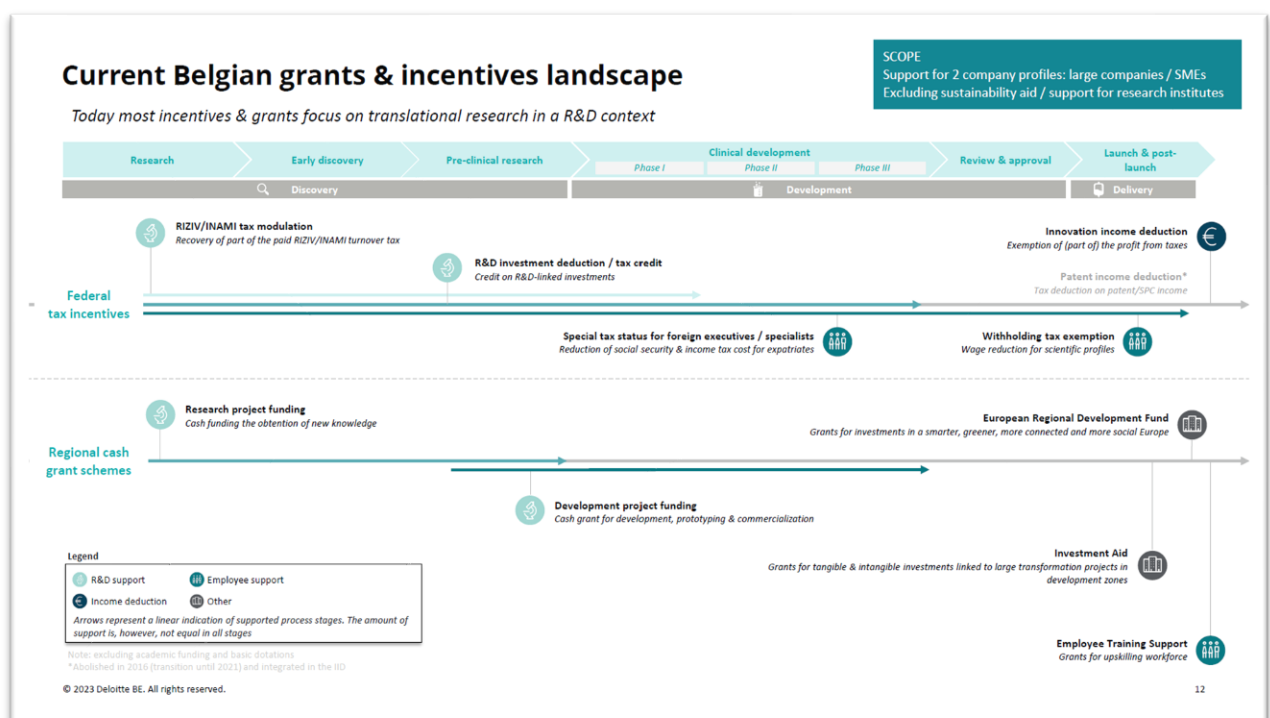 Current Belgian grants & incentives landscape
SCOPE
Support for 2 company profiles: large companies / SMEs
Excluding sustainability aid / support for research institutes
Today most incentives & grants focus on translational research in a R&D context
Research
Early discovery
Pre-clinical research
Clinical development
Phase I
Phase II
Phase III
Review & approval
Launch & post-
launch
Discovery
Development
Delivery
RIZIV/INAMI tax modulation
Recovery of part of the paid RIZIV/INAMI turnover tax
R&D investment deduction / tax credit
Credit on R&D-linked investments
Innovation income deduction
Exemption of (part of) the profit from taxes
Patent income deduction*
Tax deduction on patent/SPC income
Federal
tax incentives
Special tax status for foreign executives / specialists
Reduction of social security & income tax cost for expatriates
Withholding tax exemption
Wage reduction for scientific profiles
Research project funding
Cash funding the obtention of new knowledge
European Regional Development Fund
Grants for investments in a smarter, greener, more connected and more social Europe
Regional cash
grant schemes
Development project funding
Cash grant for development, prototyping & commercialization
Investment Aid
Grants for tangible & intangible investments linked to large transformation projects in
development zones
Legend
R&D support
Employee support
Income deduction
Other
Arrows represent a linear indication of supported process stages. The amount of
support is, however, not equal in all stages
Employee Training Support
Grants for upskilling workforce
Note: excluding academic funding and basic dotations
*Abolished in 2016 (transition until 2021) and integrated in the IID
© 2023 Deloitte BE. All rights reserved.
12